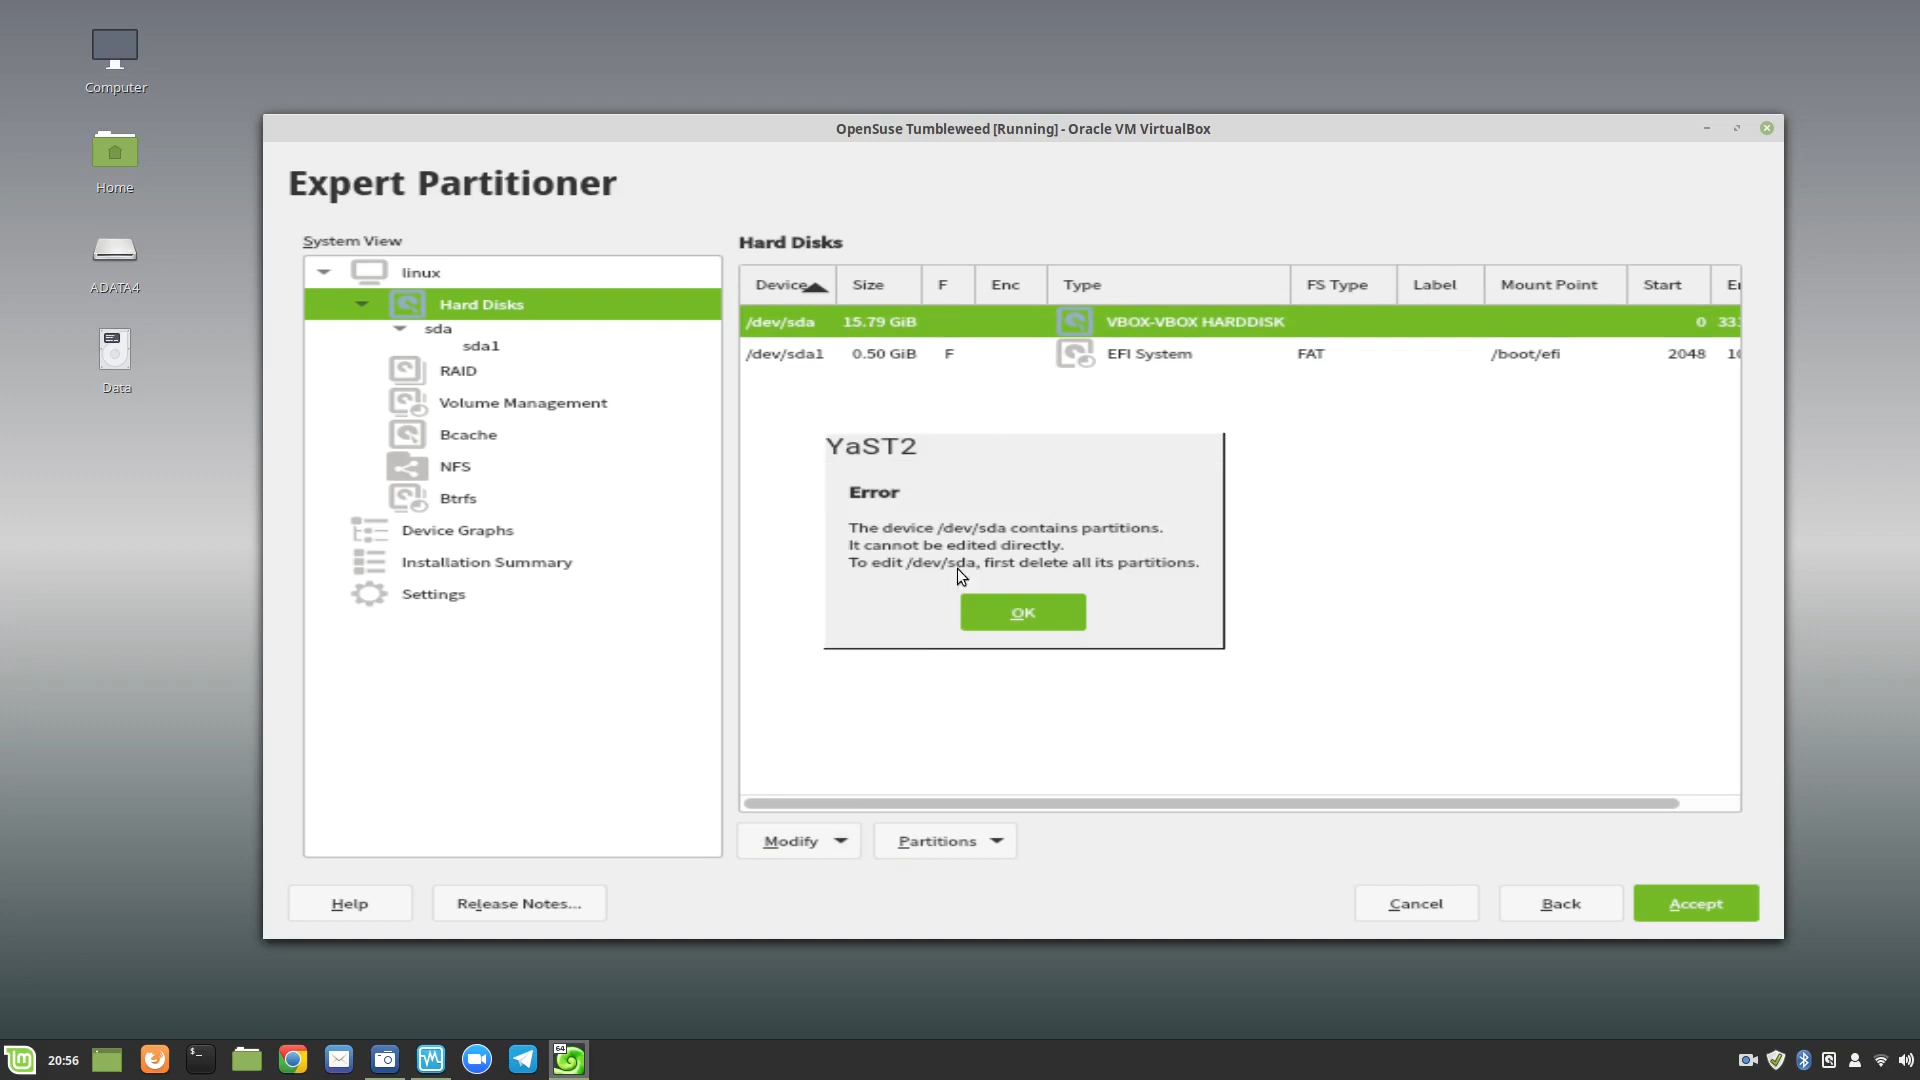 Computer
Home
ADATA4
Data
OpenSuse Tumbleweed [Running] - Oracle VM VirtualBox
Expert Partitioner
System View
linux
Hard Disks
sda
sda1
RAID
Volume Management
Bcache
NFS
Btrfs
Device Graphs
Installation Summary
Settings
Hard Disks
Device Size F Enc Type FS Type Label Mount Point Start
/dev/sda 15.79 GiB VBOX-VBOX HARDDISK 0 33
/dev/sda1 0.50 GiB F EFI System FAT /boot/efi 2048
YaST2
Error
The device /dev/sda contains partitions.
It cannot be edited directly.
To edit /dev/sda, first delete all its partitions.
OK
Modify Partitions
Help Release Notes... Cancel Back Accept
20:56
64